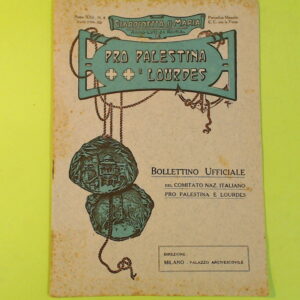 PRO PALESTINA
E LOURDES
BOLLETTINO UFFICIALE
DEL COMITATO NAZ. ITALIANO
PRO PALESTINA E LOURDES
DIREZIONE
MILANO PALAZZO ARCIVESCOVILE